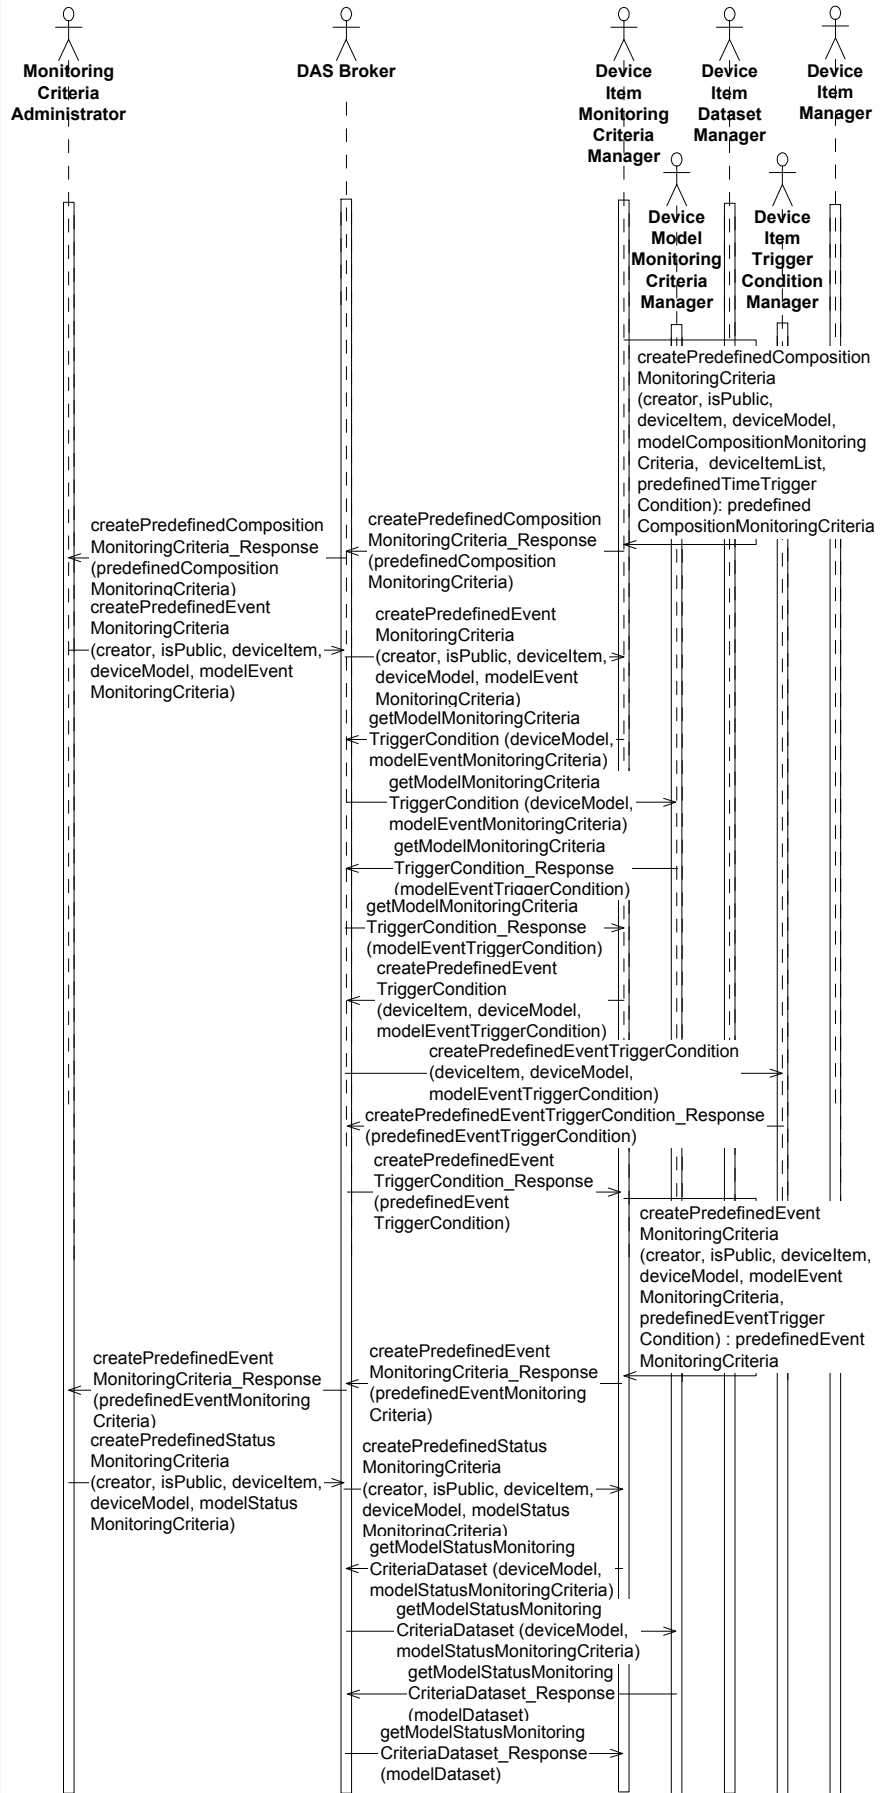 Monitoring
Criteria
Administrator
DAS Broker
Device
Item
Monitoring
Criteria
Manager
Device
Item
Dataset
Manager
Device
Item
Manager
Device
Model
Monitoring
Criteria
Manager
Device
Item
Trigger
Condition
Manager
createPredefinedComposition
MonitoringCriteria
(creator, isPublic,
deviceItem, deviceModel,
modelCompositionMonitoring
Criteria, deviceItemList,
predefinedTimeTrigger
Condition): predefined
CompositionMonitoringCriteria
createPredefinedComposition
MonitoringCriteria_Response
(predefinedComposition
MonitoringCriteria)
createPredefinedComposition
MonitoringCriteria_Response
(predefinedComposition
MonitoringCriteria)
createPredefinedEvent
MonitoringCriteria
(creator, isPublic, deviceItem,
deviceModel, modelEvent
MonitoringCriteria)
createPredefinedEvent
MonitoringCriteria
(creator, isPublic, deviceItem,
deviceModel, modelEvent
MonitoringCriteria)
getModelMonitoringCriteria
TriggerCondition (deviceModel,
modelEventMonitoringCriteria)
getModelMonitoringCriteria
TriggerCondition (deviceModel,
modelEventMonitoringCriteria)
getModelMonitoringCriteria
TriggerCondition_Response
(modelEventTriggerCondition)
getModelMonitoringCriteria
TriggerCondition_Response
(modelEventTriggerCondition)
createPredefinedEvent
TriggerCondition
(deviceItem, deviceModel,
modelEventTriggerCondition)
createPredefinedEventTriggerCondition
(deviceItem, deviceModel,
modelEventTriggerCondition)
createPredefinedEventTriggerCondition_Response
(predefinedEventTriggerCondition)
createPredefinedEvent
TriggerCondition_Response
(predefinedEvent
TriggerCondition)
createPredefinedEvent
MonitoringCriteria
(creator, isPublic, deviceItem,
deviceModel, modelEvent
MonitoringCriteria,
predefinedEventTrigger
Condition) : predefinedEvent
MonitoringCriteria
createPredefinedEvent
MonitoringCriteria_Response
(predefinedEventMonitoring
Criteria)
createPredefinedEvent
MonitoringCriteria_Response
(predefinedEventMonitoring
Criteria)
createPredefinedStatus
MonitoringCriteria
(creator, isPublic, deviceItem,
deviceModel, modelStatus
MonitoringCriteria)
createPredefinedStatus
MonitoringCriteria
(creator, isPublic, deviceItem,
deviceModel, modelStatus
MonitoringCriteria)
getModelStatusMonitoring
CriteriaDataset (deviceModel,
modelStatusMonitoringCriteria)
getModelStatusMonitoring
CriteriaDataset (deviceModel,
modelStatusMonitoringCriteria)
getModelStatusMonitoring
CriteriaDataset_Response
(modelDataset)
getModelStatusMonitoring
CriteriaDataset_Response
(modelDataset)